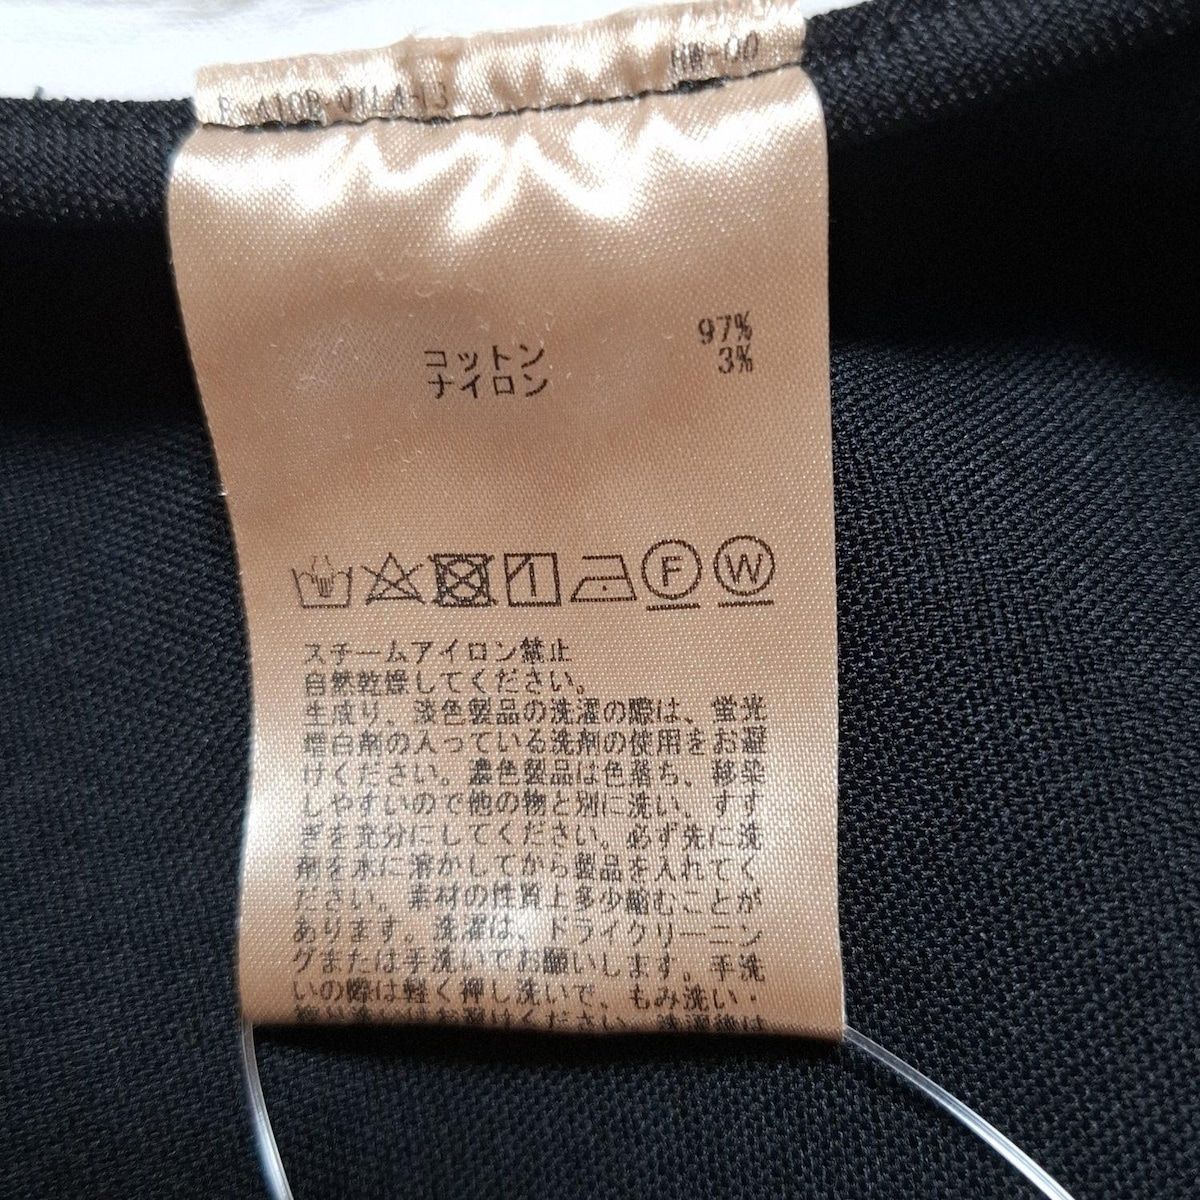 HW-00
コットン 97%
ナイロン 3%
F W
スチームアイロン禁止
自然乾燥してください。
生成り、淡色製品の洗濯の際は、蛍光
増白剤の入っている洗剤の使用をお避
けください。濃色製品は色落ち、移染
しやすいので他の物と別に洗い、すす
ぎを充分にしてください。必ず先に洗
剤を水に溶かしてから製品を入れてく
ださい。素材の性質上多少縮むことが
あります。洗濯は、ドライクリーニン
グまたは手洗いでお願いします。手洗
いの際は軽く押し洗いで、もみ洗い・